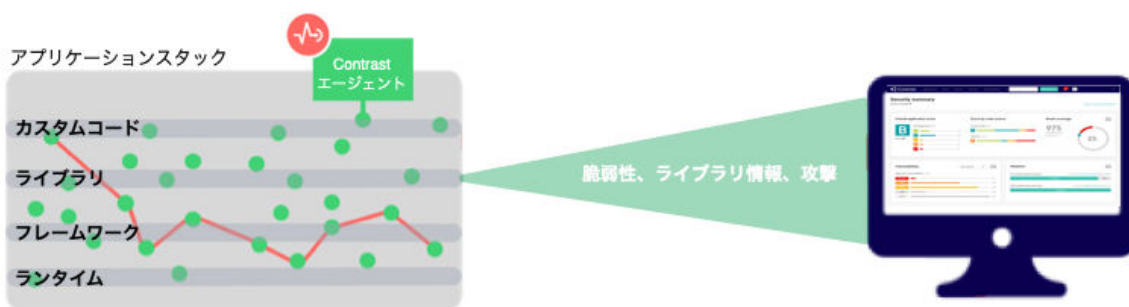 アプリケーションスタック
Contrast
エージェント
カスタムコード
ライブラリ
フレームワーク
ランタイム
脆弱性、ライブラリ情報、攻撃
Security summary